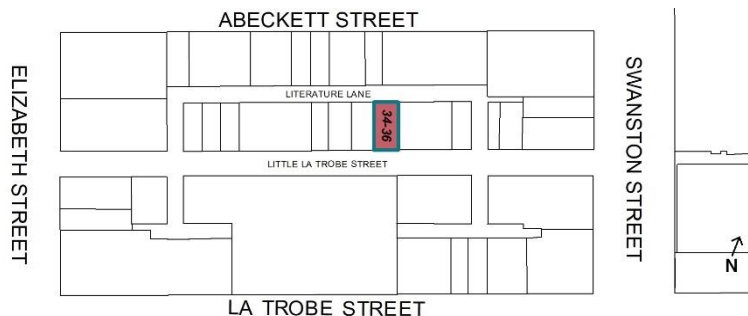 ABECKETT STREET
ELIZABETH STREET
LITERATURE LANE
34-36
SWANSTON STREET
LITTLE LA TROBE STREET
N
LA TROBE STREET